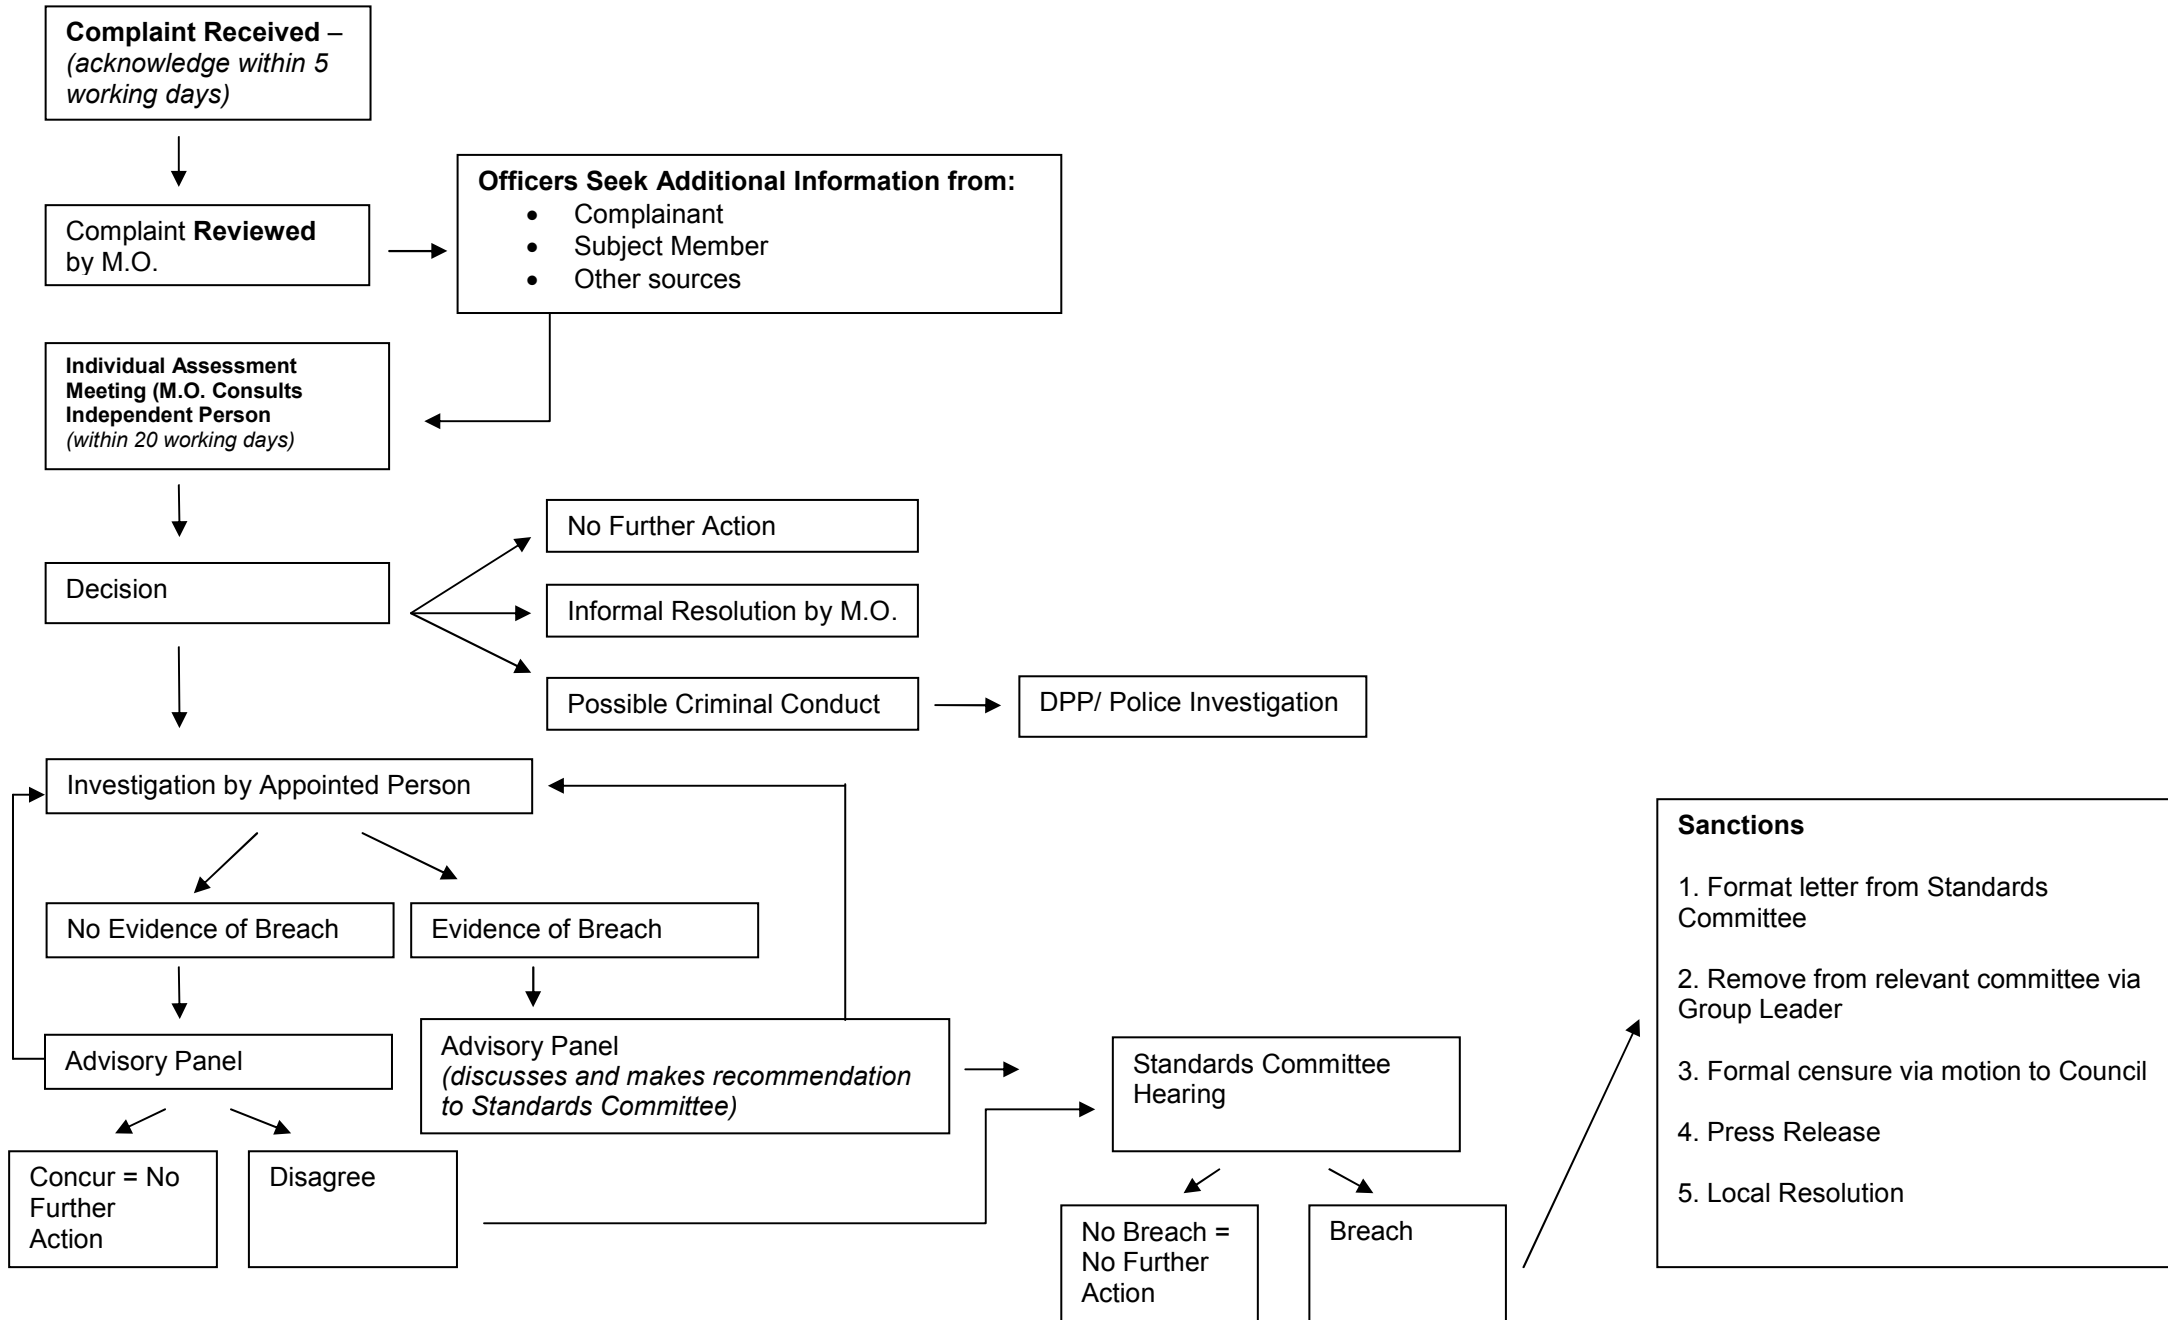 Complaint Received –
(acknowledge within 5
working days)
Complaint Reviewed
by M.O.
Officers Seek Additional Information from:
• Complainant
• Subject Member
• Other sources
Individual Assessment
Meeting (M.O. Consults
Independent Person
(within 20 working days)
Decision
No Further Action
Informal Resolution by M.O.
Possible Criminal Conduct
DPP/ Police Investigation
Investigation by Appointed Person
No Evidence of Breach
Evidence of Breach
Advisory Panel
Advisory Panel
(discusses and makes recommendation
to Standards Committee)
Concur = No
Further
Action
Disagree
Standards Committee
Hearing
No Breach =
No Further
Action
Breach
Sanctions
1. Format letter from Standards
Committee
2. Remove from relevant committee via
Group Leader
3. Formal censure via motion to Council
4. Press Release
5. Local Resolution